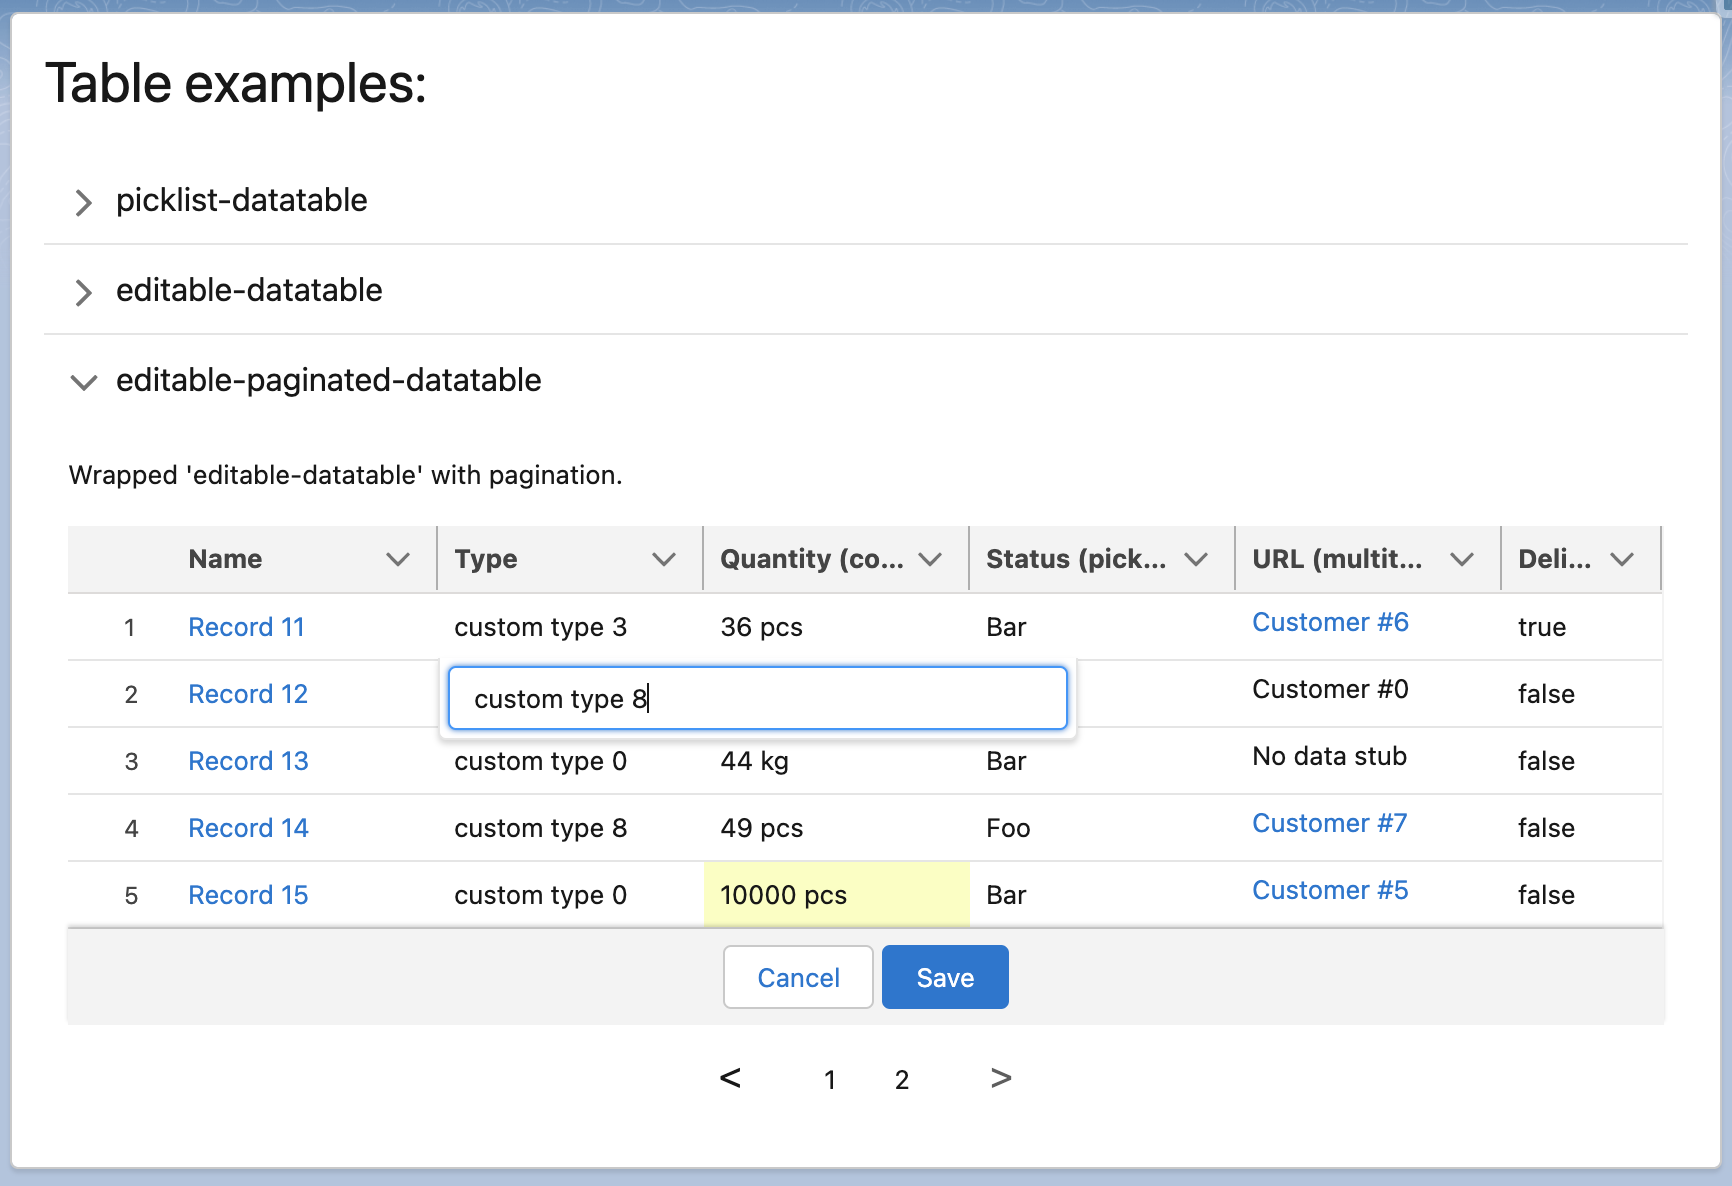 Table examples:
picklist-datatable
editable-datatable
editable-paginated-datatable
Wrapped 'editable-datatable' with pagination.
Name Type Quantity (co... Status (pick... URL (multit... Deli...
1 Record 11 custom type 3 36 pcs Bar Customer #6 true
2 Record 12 custom type 8 Customer #0 false
3 Record 13 custom type 0 44 kg Bar No data stub false
4 Record 14 custom type 8 49 pcs Foo Customer #7 false
5 Record 15 custom type 0 10000 pcs Bar Customer #5 false
Cancel Save
< 1 2 >